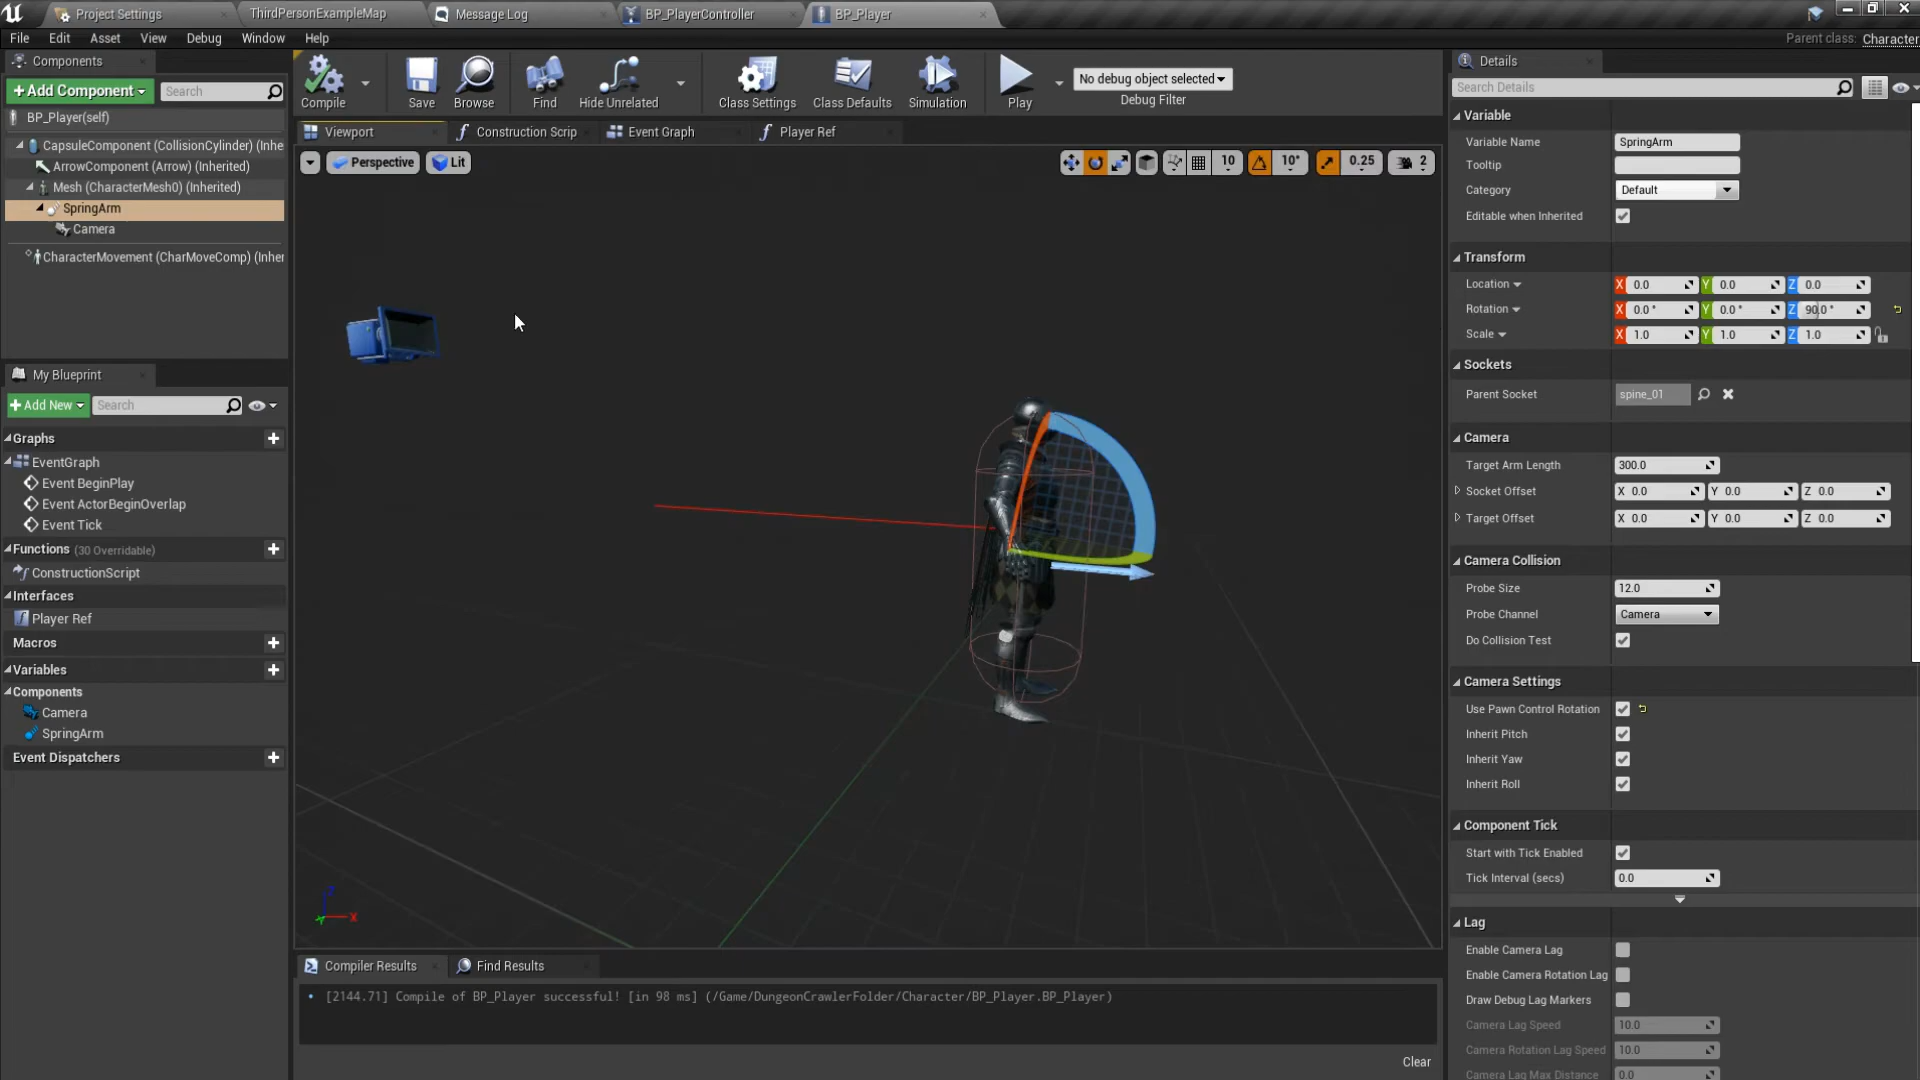 Project Settings
ThirdPersonExampleMap
Message Log
BP_PlayerController
BP_Player
File Edit Asset View Debug Window Help
Parent class: Character
Components
+Add Component
Search
BP_Player(self)
CapsuleComponent (CollisionCylinder) (Inhe
ArrowComponent (Arrow) (Inherited)
Mesh (CharacterMesh0) (Inherited)
SpringArm
Camera
CharacterMovement (CharMoveComp) (Inher
My Blueprint
+Add New
Search
Graphs
EventGraph
Event BeginPlay
Event ActorBeginOverlap
Event Tick
Functions (30 Overridable)
ConstructionScript
Interfaces
Player Ref
Macros
Variables
Components
Camera
SpringArm
Event Dispatchers
Compile
Save
Browse
Find
Hide Unrelated
Class Settings
Class Defaults
Simulation
Play
No debug object selected
Debug Filter
Viewport
Construction Scrip
Event Graph
Player Ref
Perspective
Lit
10
10°
0.25
2
Z
X
Y
Compiler Results
Find Results
[2144.71] Compile of BP_Player successful! [in 98 ms] (/Game/DungeonCrawlerFolder/Character/BP_Player.BP_Player)
Clear
Details
Search Details
Variable
Variable Name SpringArm
Tooltip
Category Default
Editable when Inherited
Transform
Location X 0.0 Y 0.0 Z 0.0
Rotation X 0.0 ° Y 0.0 ° Z 90.0 °
Scale X 1.0 Y 1.0 Z 1.0
Sockets
Parent Socket spine_01
Camera
Target Arm Length 300.0
Socket Offset X 0.0 Y 0.0 Z 0.0
Target Offset X 0.0 Y 0.0 Z 0.0
Camera Collision
Probe Size 12.0
Probe Channel Camera
Do Collision Test
Camera Settings
Use Pawn Control Rotation
Inherit Pitch
Inherit Yaw
Inherit Roll
Component Tick
Start with Tick Enabled
Tick Interval (secs) 0.0
Lag
Enable Camera Lag
Enable Camera Rotation Lag
Draw Debug Lag Markers
Camera Lag Speed 10.0
Camera Rotation Lag Speed 10.0
Camera Lag Max Distance 0.0